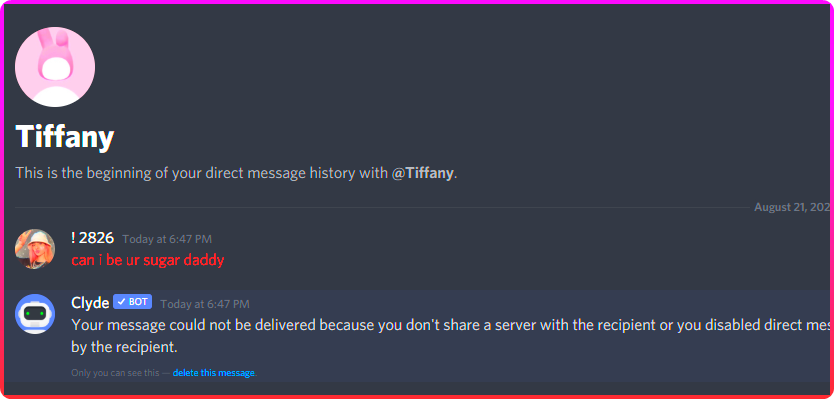 Tiffany
This is the beginning of your direct message history with @Tiffany.
August 21, 202
! 2826 Today at 6:47 PM
can i be ur sugar daddy
Clyde BOT Today at 6:47 PM
Your message could not be delivered because you don't share a server with the recipient or you disabled direct mes
by the recipient.
Only you can see this — delete this message.